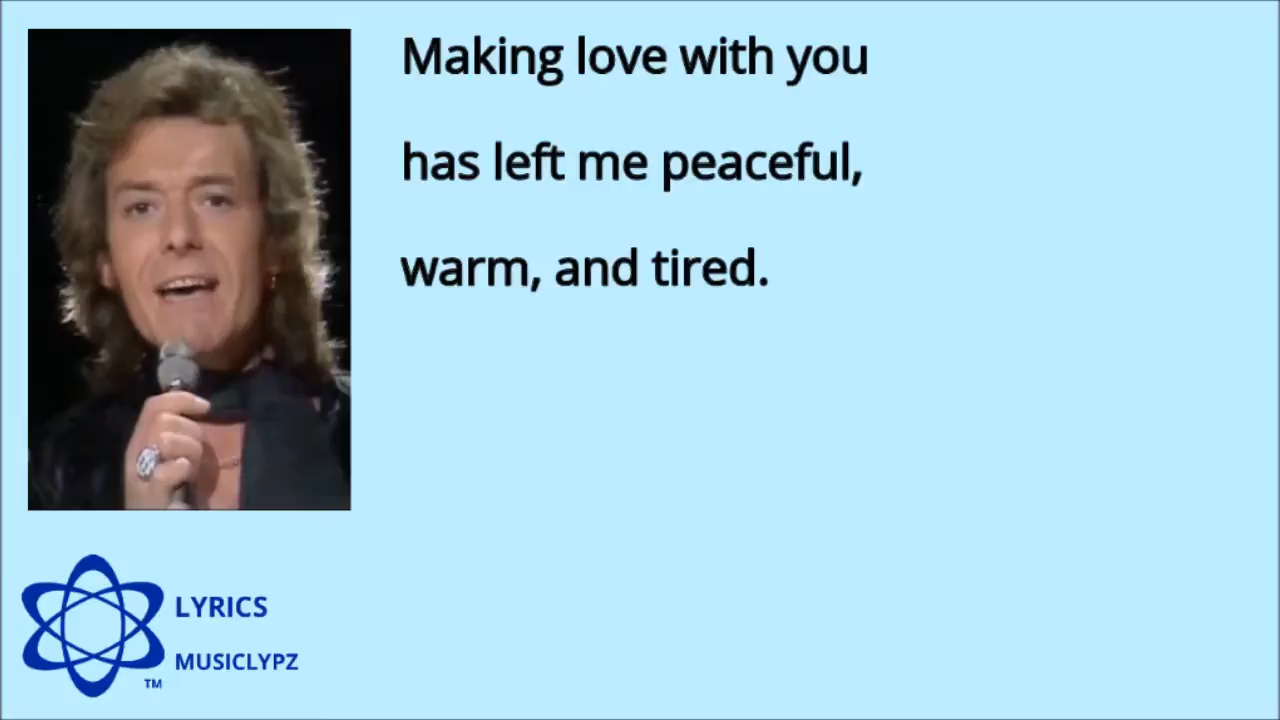 Making love with you
has left me peaceful,
warm, and tired.
LYRICS
MUSICLYPZ
TM